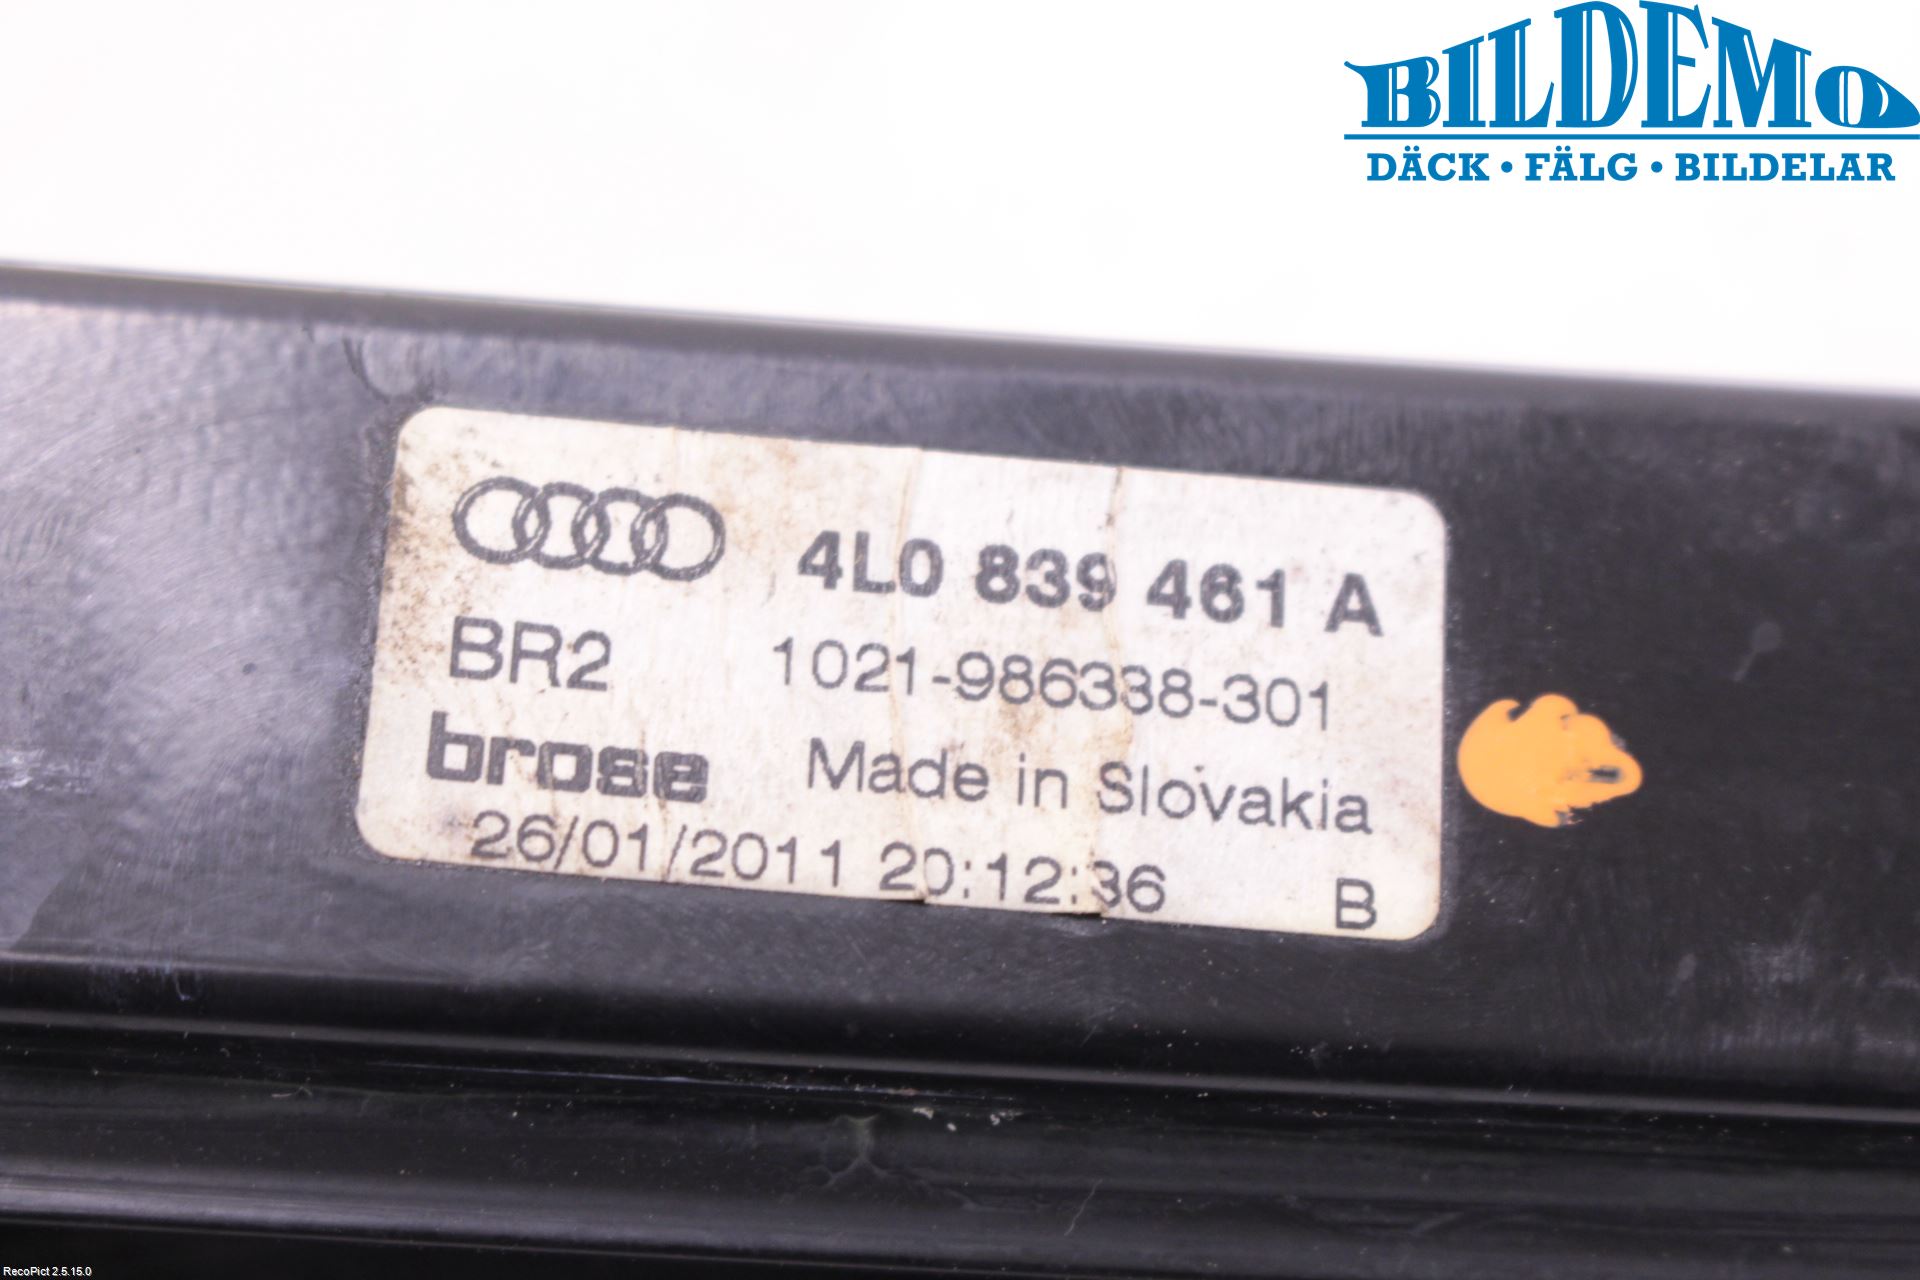 BILDEMO
DÄCK • FÄLG • BILDELAR
4L0 839 461 A
BR2 1021-986338-301
brose Made in Slovakia
26/01/2011 20:12:36 B
RecoPict 2.5.15.0